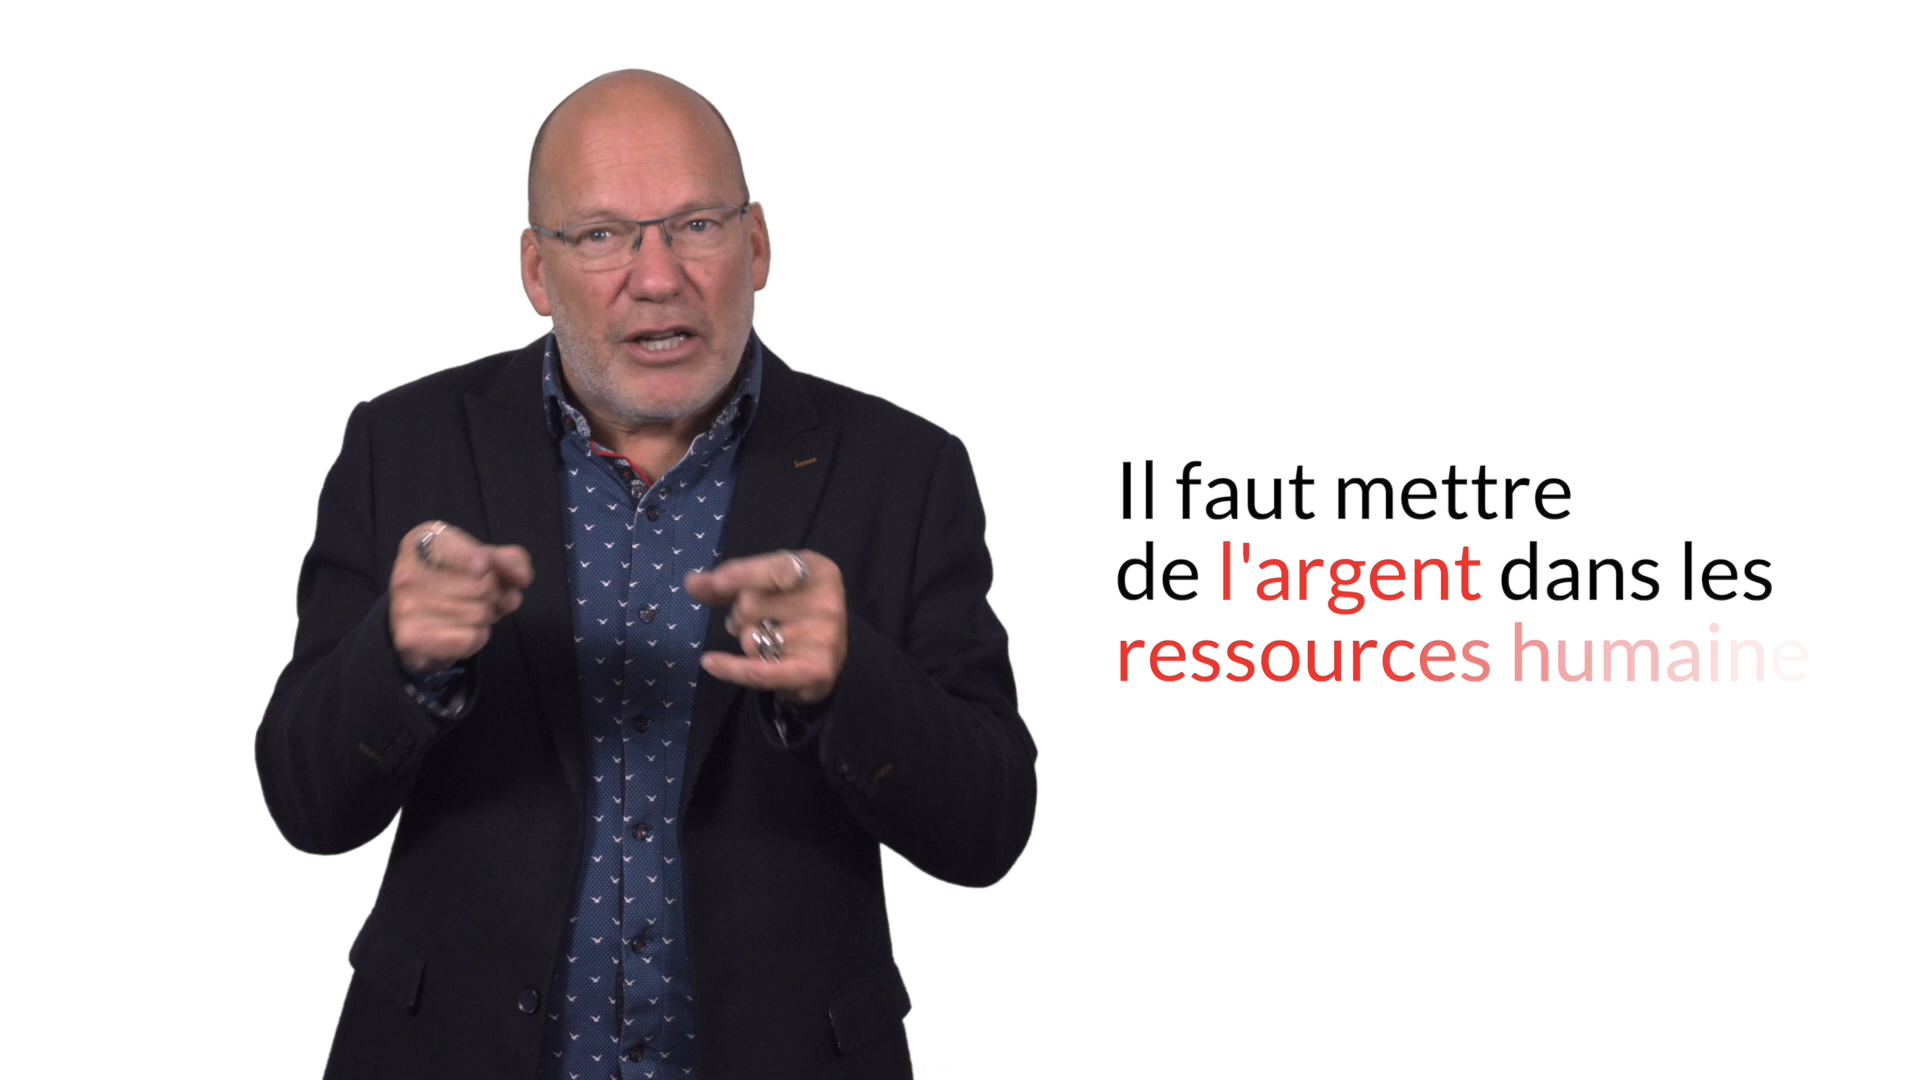 Il faut mettre
de l'argent dans les
ressources humaine